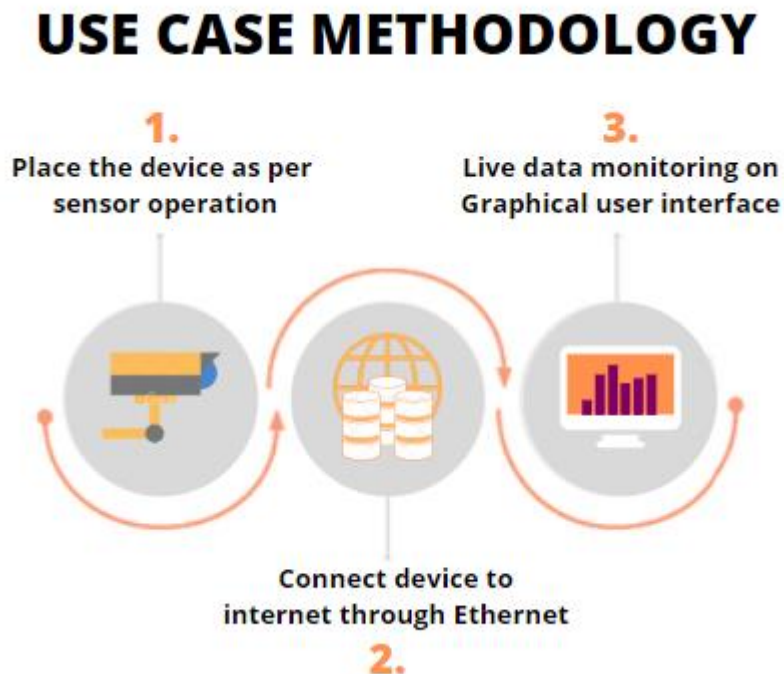 USE CASE METHODOLOGY
1.
Place the device as per
sensor operation
Connect device to
internet through Ethernet
2.
3.
Live data monitoring on
Graphical user interface